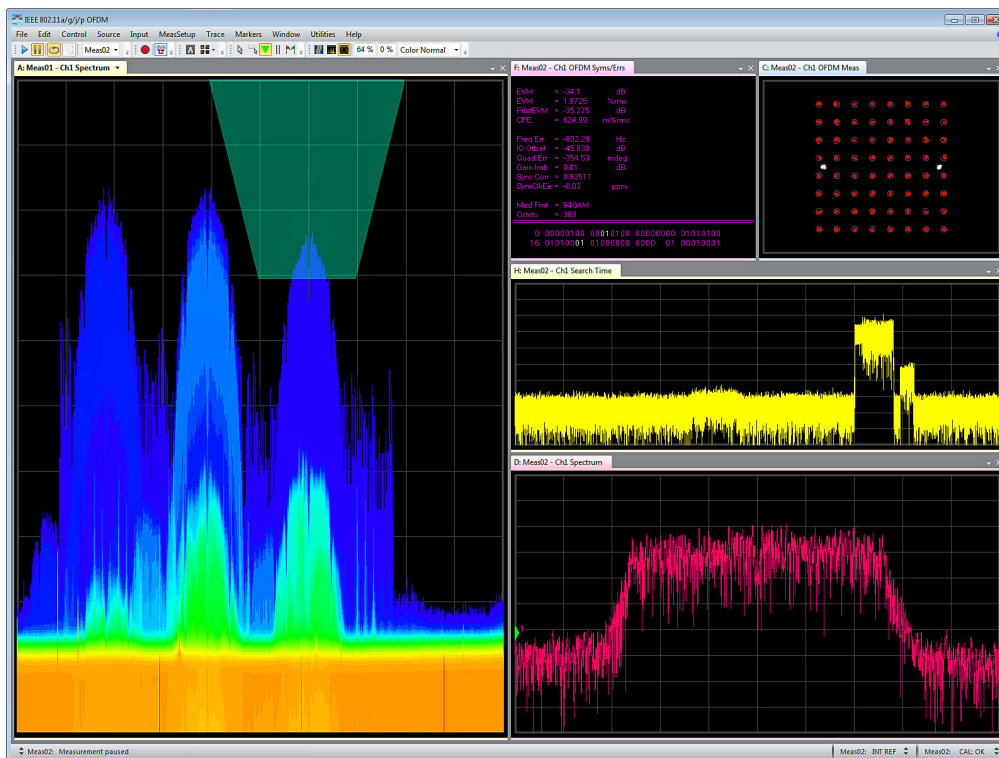 IEEE 802.11a/g/j/p OFDM
File Edit Control Source Input MeasSetup Trace Markers Window Utilities Help
Meas02 A 64 % 0 % Color Normal
A: Meas01 - Ch1 Spectrum
F: Meas02 - Ch1 OFDM Syms/Errs
EVM = -34.1 dB
EVM = 1.9725 %rms
PilotEVM = -35.275 dB
CPE = 624.99 m%rms
Freq Err = -802.29 Hz
IQ Offset = -45.838 dB
Quad Err = -354.53 mdeg
Gain Imb = 0.01 dB
Sync Corr = 0.93511
SymClkErr = -0.03 ppm
Mod Fmt = 64QAM
Octets = 388
0 00000100 00010100 00000000 01010100
16 01010001 01000000 0000 01 00010001
C: Meas02 - Ch1 OFDM Meas
H: Meas02 - Ch1 Search Time
D: Meas02 - Ch1 Spectrum
1
Meas02: Measurement paused
Meas02: INT REF
Meas02: CAL: OK